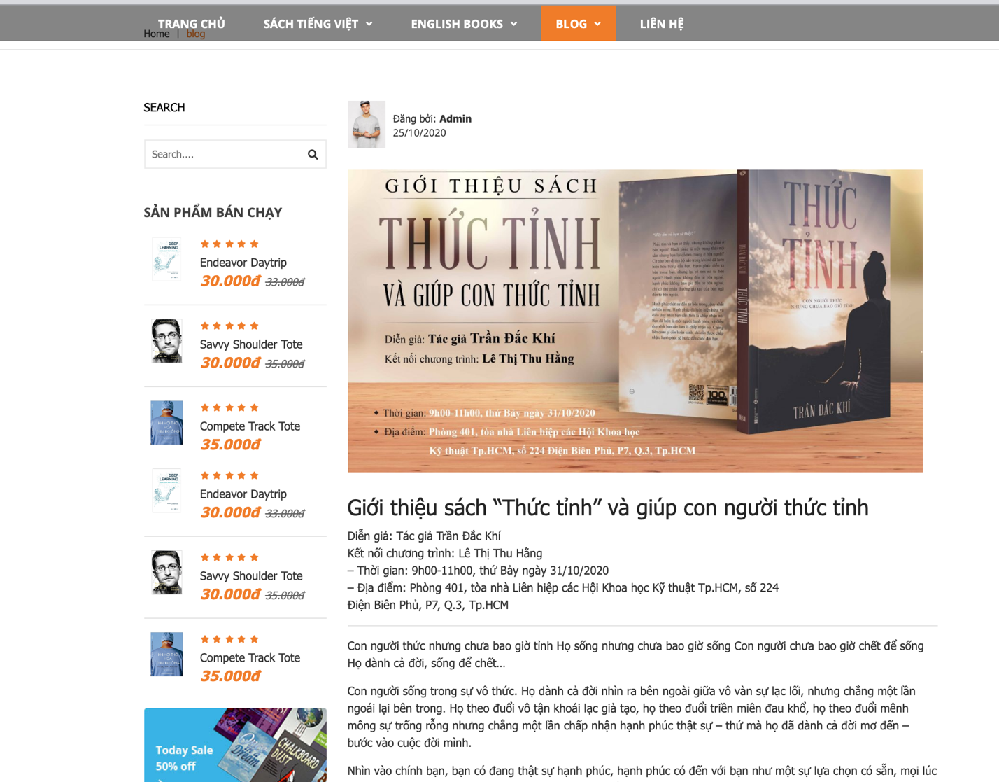 TRANG CHỦ SÁCH TIẾNG VIỆT ENGLISH BOOKS BLOG LIÊN HỆ
Home | blog
SEARCH
Search....
SẢN PHẨM BÁN CHẠY
DEEP
LEARNING
Endeavor Daytrip
30.000đ 33.000đ
Savvy Shoulder Tote
30.000đ 35.000đ
Compete Track Tote
35.000đ
DEEP
LEARNING
Endeavor Daytrip
30.000đ 33.000đ
Savvy Shoulder Tote
30.000đ 35.000đ
Compete Track Tote
35.000đ
Today Sale
50% off
Dream
CHALKBOARD
DUST
Đăng bởi: Admin
25/10/2020
GIỚI THIỆU SÁCH
THỨC TỈNH
VÀ GIÚP CON THỨC TỈNH
Diễn giả: Tác giả Trần Đắc Khí
Kết nối chương trình: Lê Thị Thu Hằng
Thời gian: 9h00-11h00, thứ Bảy ngày 31/10/2020
Địa điểm: Phòng 401, tòa nhà Liên hiệp các Hội Khoa học
Kỹ thuật Tp.HCM, số 224 Điện Biên Phủ, P7, Q.3, Tp.HCM
THỨC TỈNH
THỨC
TỈNH
CON NGƯỜI THỨC
NHƯNG CHƯA BAO GIỜ TỈNH
TRẦN ĐẮC KHÍ
Giới thiệu sách “Thức tỉnh” và giúp con người thức tỉnh
Diễn giả: Tác giả Trần Đắc Khí
Kết nối chương trình: Lê Thị Thu Hằng
– Thời gian: 9h00-11h00, thứ Bảy ngày 31/10/2020
– Địa điểm: Phòng 401, tòa nhà Liên hiệp các Hội Khoa học Kỹ thuật Tp.HCM, số 224
Điện Biên Phủ, P7, Q.3, Tp.HCM
Con người thức nhưng chưa bao giờ tỉnh Họ sống nhưng chưa bao giờ sống Con người chưa bao giờ chết để sống
Họ dành cả đời, sống để chết…
Con người sống trong sự vô thức. Họ dành cả đời nhìn ra bên ngoài giữa vô vàn sự lạc lối, nhưng chẳng một lần
ngoái lại bên trong. Họ theo đuổi vô tận khoái lạc giả tạo, họ theo đuổi triền miên đau khổ, họ theo đuổi mênh
mông sự trống rỗng nhưng chẳng một lần chấp nhận hạnh phúc thật sự – thứ mà họ đã dành cả đời mơ đến –
bước vào cuộc đời mình.
Nhìn vào chính bạn, bạn có đang thật sự hạnh phúc, hạnh phúc có đến với bạn như một sự lựa chọn có sẵn, mọi lúc